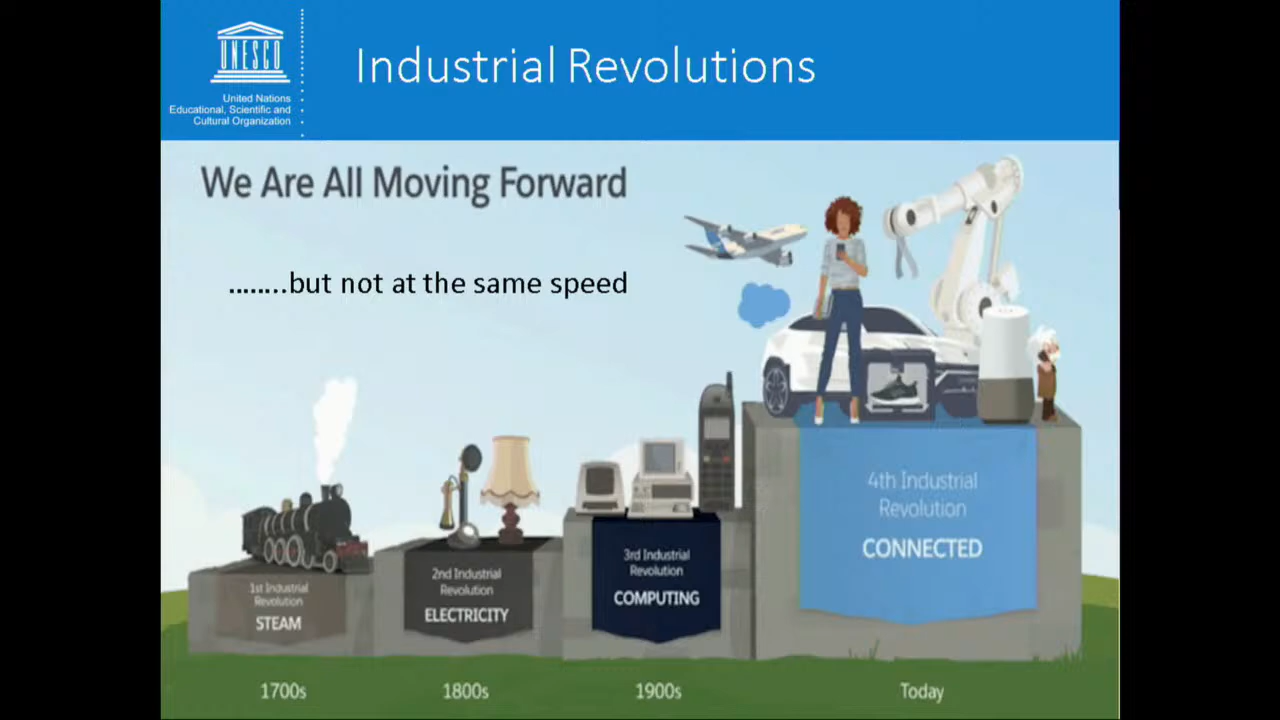 UNESCO
United Nations
Educational, Scientific and
Cultural Organization
Industrial Revolutions
We Are All Moving Forward
........but not at the same speed
1st Industrial
Revolution
STEAM
2nd Industrial
Revolution
ELECTRICITY
3rd Industrial
Revolution
COMPUTING
4th Industrial
Revolution
CONNECTED
1700s
1800s
1900s
Today